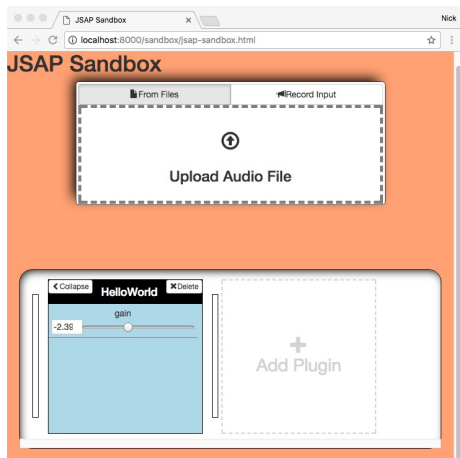 JSAP Sandbox
Nick
localhost:8000/sandbox/jsap-sandbox.html
JSAP Sandbox
From Files
Record Input
Upload Audio File
Collapse
HelloWorld
Delete
gain
-2.39
Add Plugin